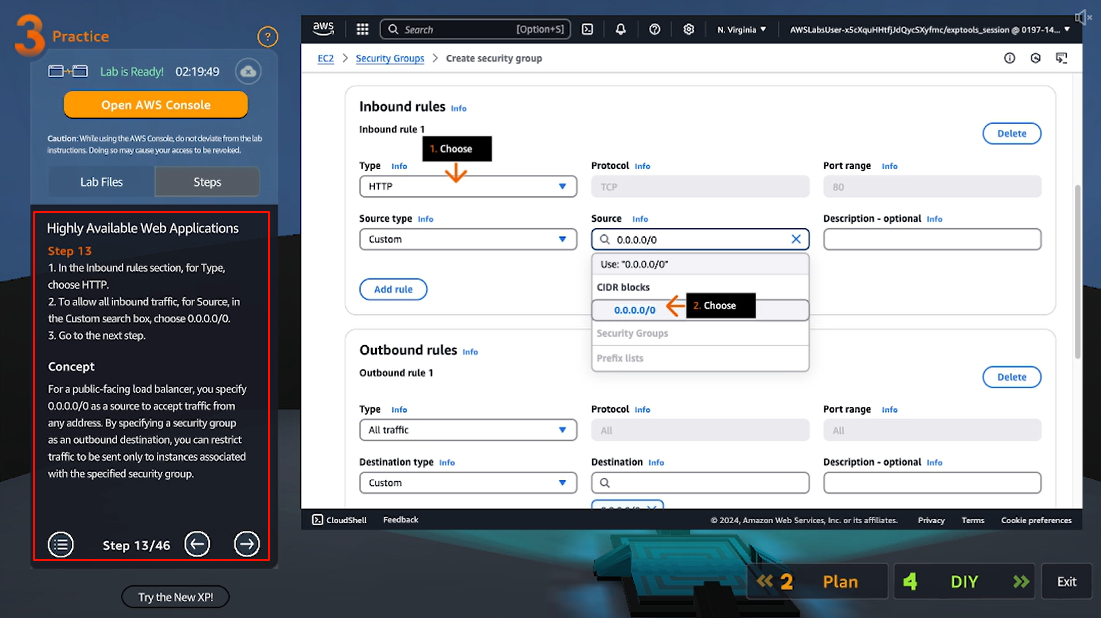 3 Practice
?
Lab is Ready! 02:19:49
Open AWS Console
Caution: While using the AWS Console, do not deviate from the lab
instructions. Doing so may cause your access to be revoked.
Lab Files Steps
Highly Available Web Applications
Step 13
1. In the Inbound rules section, for Type,
choose HTTP.
2. To allow all inbound traffic, for Source, in
the Custom search box, choose 0.0.0.0/0.
3. Go to the next step.
Concept
For a public-facing load balancer, you specify
0.0.0.0/0 as a source to accept traffic from
any address. By specifying a security group
as an outbound destination, you can restrict
traffic to be sent only to instances associated
with the specified security group.
Step 13/46
Try the New XP!
aws Search [Option+S] N. Virginia AWSLabsUser-x5cXquHHtfjJdQycSXyfmc/exptools_session @ 0197-14...
EC2 > Security Groups > Create security group
Inbound rules Info
Inbound rule 1 Delete
1. Choose
Type Info Protocol Info Port range Info
HTTP TCP 80
Source type Info Source Info Description - optional Info
Custom 0.0.0.0/0
Use: "0.0.0.0/0"
CIDR blocks
Add rule
0.0.0.0/0 2. Choose
Security Groups
Prefix lists
Outbound rules Info
Outbound rule 1 Delete
Type Info Protocol Info Port range Info
All traffic All All
Destination type Info Destination Info Description - optional Info
Custom
CloudShell Feedback © 2024, Amazon Web Services, Inc. or its affiliates. Privacy Terms Cookie preferences
2 Plan 4 DIY Exit